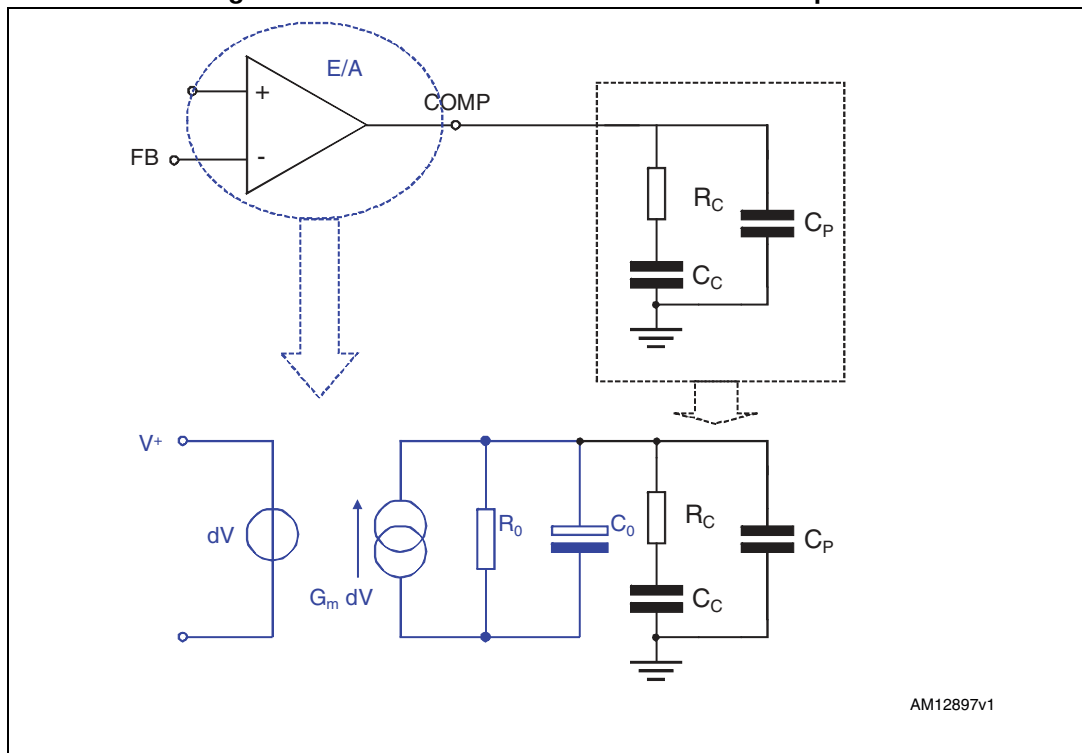 E/A
+
COMP
FB
-
R_C
C_P
C_C
V+
dV
G_m dV
R_0
C_0
R_C
C_P
C_C
AM12897v1